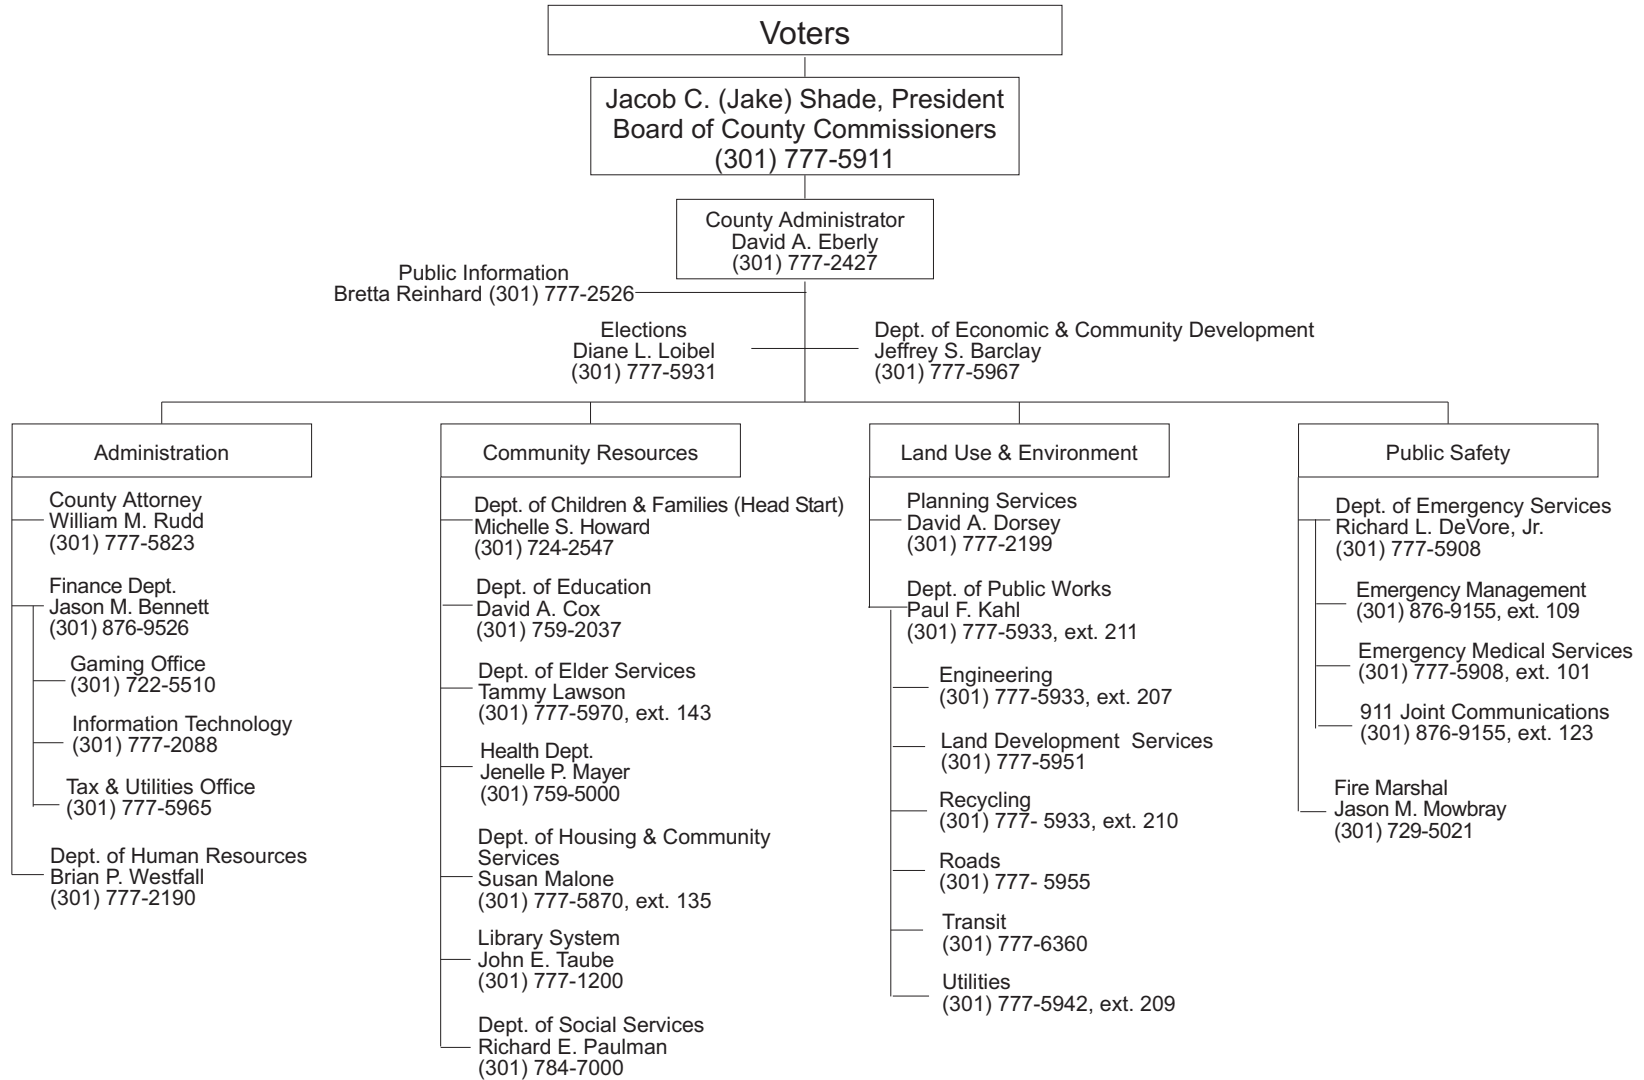 Voters
Jacob C. (Jake) Shade, President
Board of County Commissioners
(301) 777-5911
County Administrator
David A. Eberly
(301) 777-2427
Public Information
Bretta Reinhard (301) 777-2526
Elections
Diane L. Loibel
(301) 777-5931
Dept. of Economic & Community Development
Jeffrey S. Barclay
(301) 777-5967
Administration
County Attorney
William M. Rudd
(301) 777-5823
Finance Dept.
Jason M. Bennett
(301) 876-9526
Gaming Office
(301) 722-5510
Information Technology
(301) 777-2088
Tax & Utilities Office
(301) 777-5965
Dept. of Human Resources
Brian P. Westfall
(301) 777-2190
Community Resources
Dept. of Children & Families (Head Start)
Michelle S. Howard
(301) 724-2547
Dept. of Education
David A. Cox
(301) 759-2037
Dept. of Elder Services
Tammy Lawson
(301) 777-5970, ext. 143
Health Dept.
Jenelle P. Mayer
(301) 759-5000
Dept. of Housing & Community
Services
Susan Malone
(301) 777-5870, ext. 135
Library System
John E. Taube
(301) 777-1200
Dept. of Social Services
Richard E. Paulman
(301) 784-7000
Land Use & Environment
Planning Services
David A. Dorsey
(301) 777-2199
Dept. of Public Works
Paul F. Kahl
(301) 777-5933, ext. 211
Engineering
(301) 777-5933, ext. 207
Land Development  Services
(301) 777-5951
Recycling
(301) 777- 5933, ext. 210
Roads
(301) 777- 5955
Transit
(301) 777-6360
Utilities
(301) 777-5942, ext. 209
Public Safety
Dept. of Emergency Services
Richard L. DeVore, Jr.
(301) 777-5908
Emergency Management
(301) 876-9155, ext. 109
Emergency Medical Services
(301) 777-5908, ext. 101
911 Joint Communications
(301) 876-9155, ext. 123
Fire Marshal
Jason M. Mowbray
(301) 729-5021